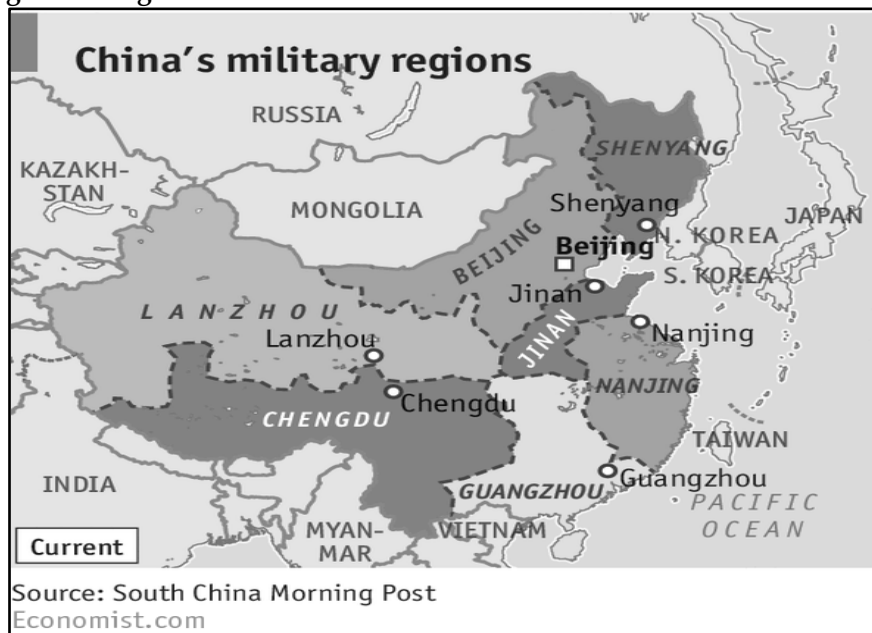 China's military regions
RUSSIA
KAZAKH-
STAN
MONGOLIA
SHENYANG
Shenyang
JAPAN
N. KOREA
Beijing
BEIJING
S. KOREA
Jinan
LANZHOU
JINAN
Nanjing
Lanzhou
NANJING
Chengdu
CHENGDU
TAIWAN
INDIA
GUANGZHOU
Guangzhou
PACIFIC
OCEAN
MYAN-
MAR
VIETNAM
Current
Source: South China Morning Post
Economist.com